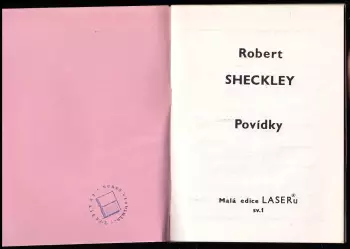 Robert
SHECKLEY
Povídky
Malá edice LASERu
sv.1